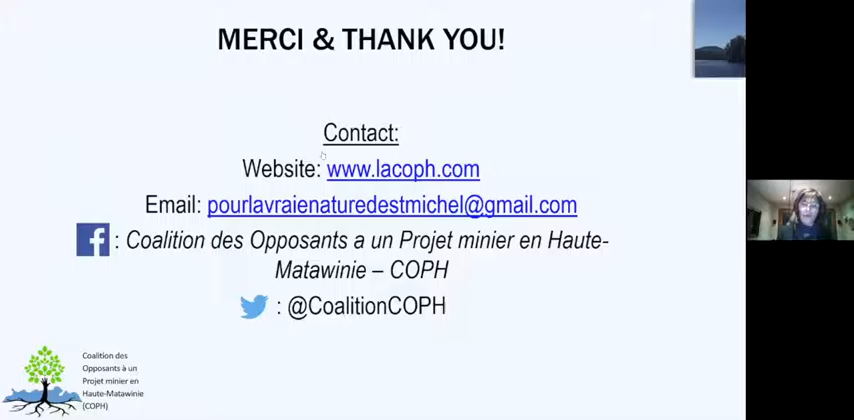 MERCI & THANK YOU!
Contact:
Website: www.lacoph.com
Email: pourlavraienaturedestmichel@gmail.com
f : Coalition des Opposants a un Projet minier en Haute-
Matawinie – COPH
: @CoalitionCOPH
Coalition des
Opposants à un
Projet minier en
Haute-Matawinie
(COPH)